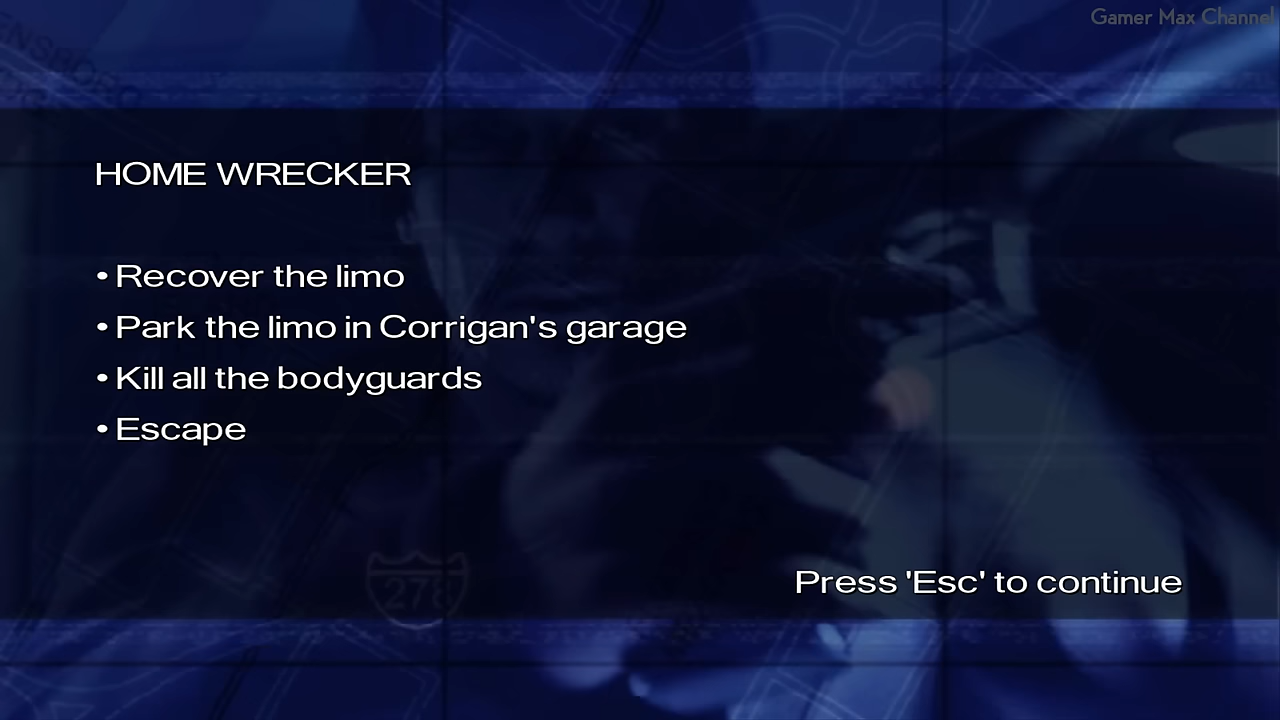 Gamer Max Channel
HOME WRECKER
• Recover the limo
• Park the limo in Corrigan's garage
• Kill all the bodyguards
• Escape
278
Press 'Esc' to continue